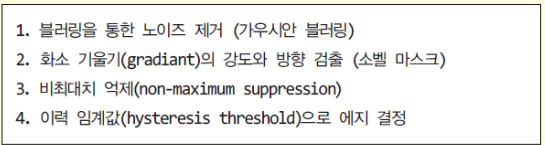 1. 블러링을 통한 노이즈 제거 (가우시안 블러링)
2. 화소 기울기(gradiant)의 강도와 방향 검출 (소벨 마스크)
3. 비최대치 억제(non-maximum suppression)
4. 이력 임계값(hysteresis threshold)으로 에지 결정